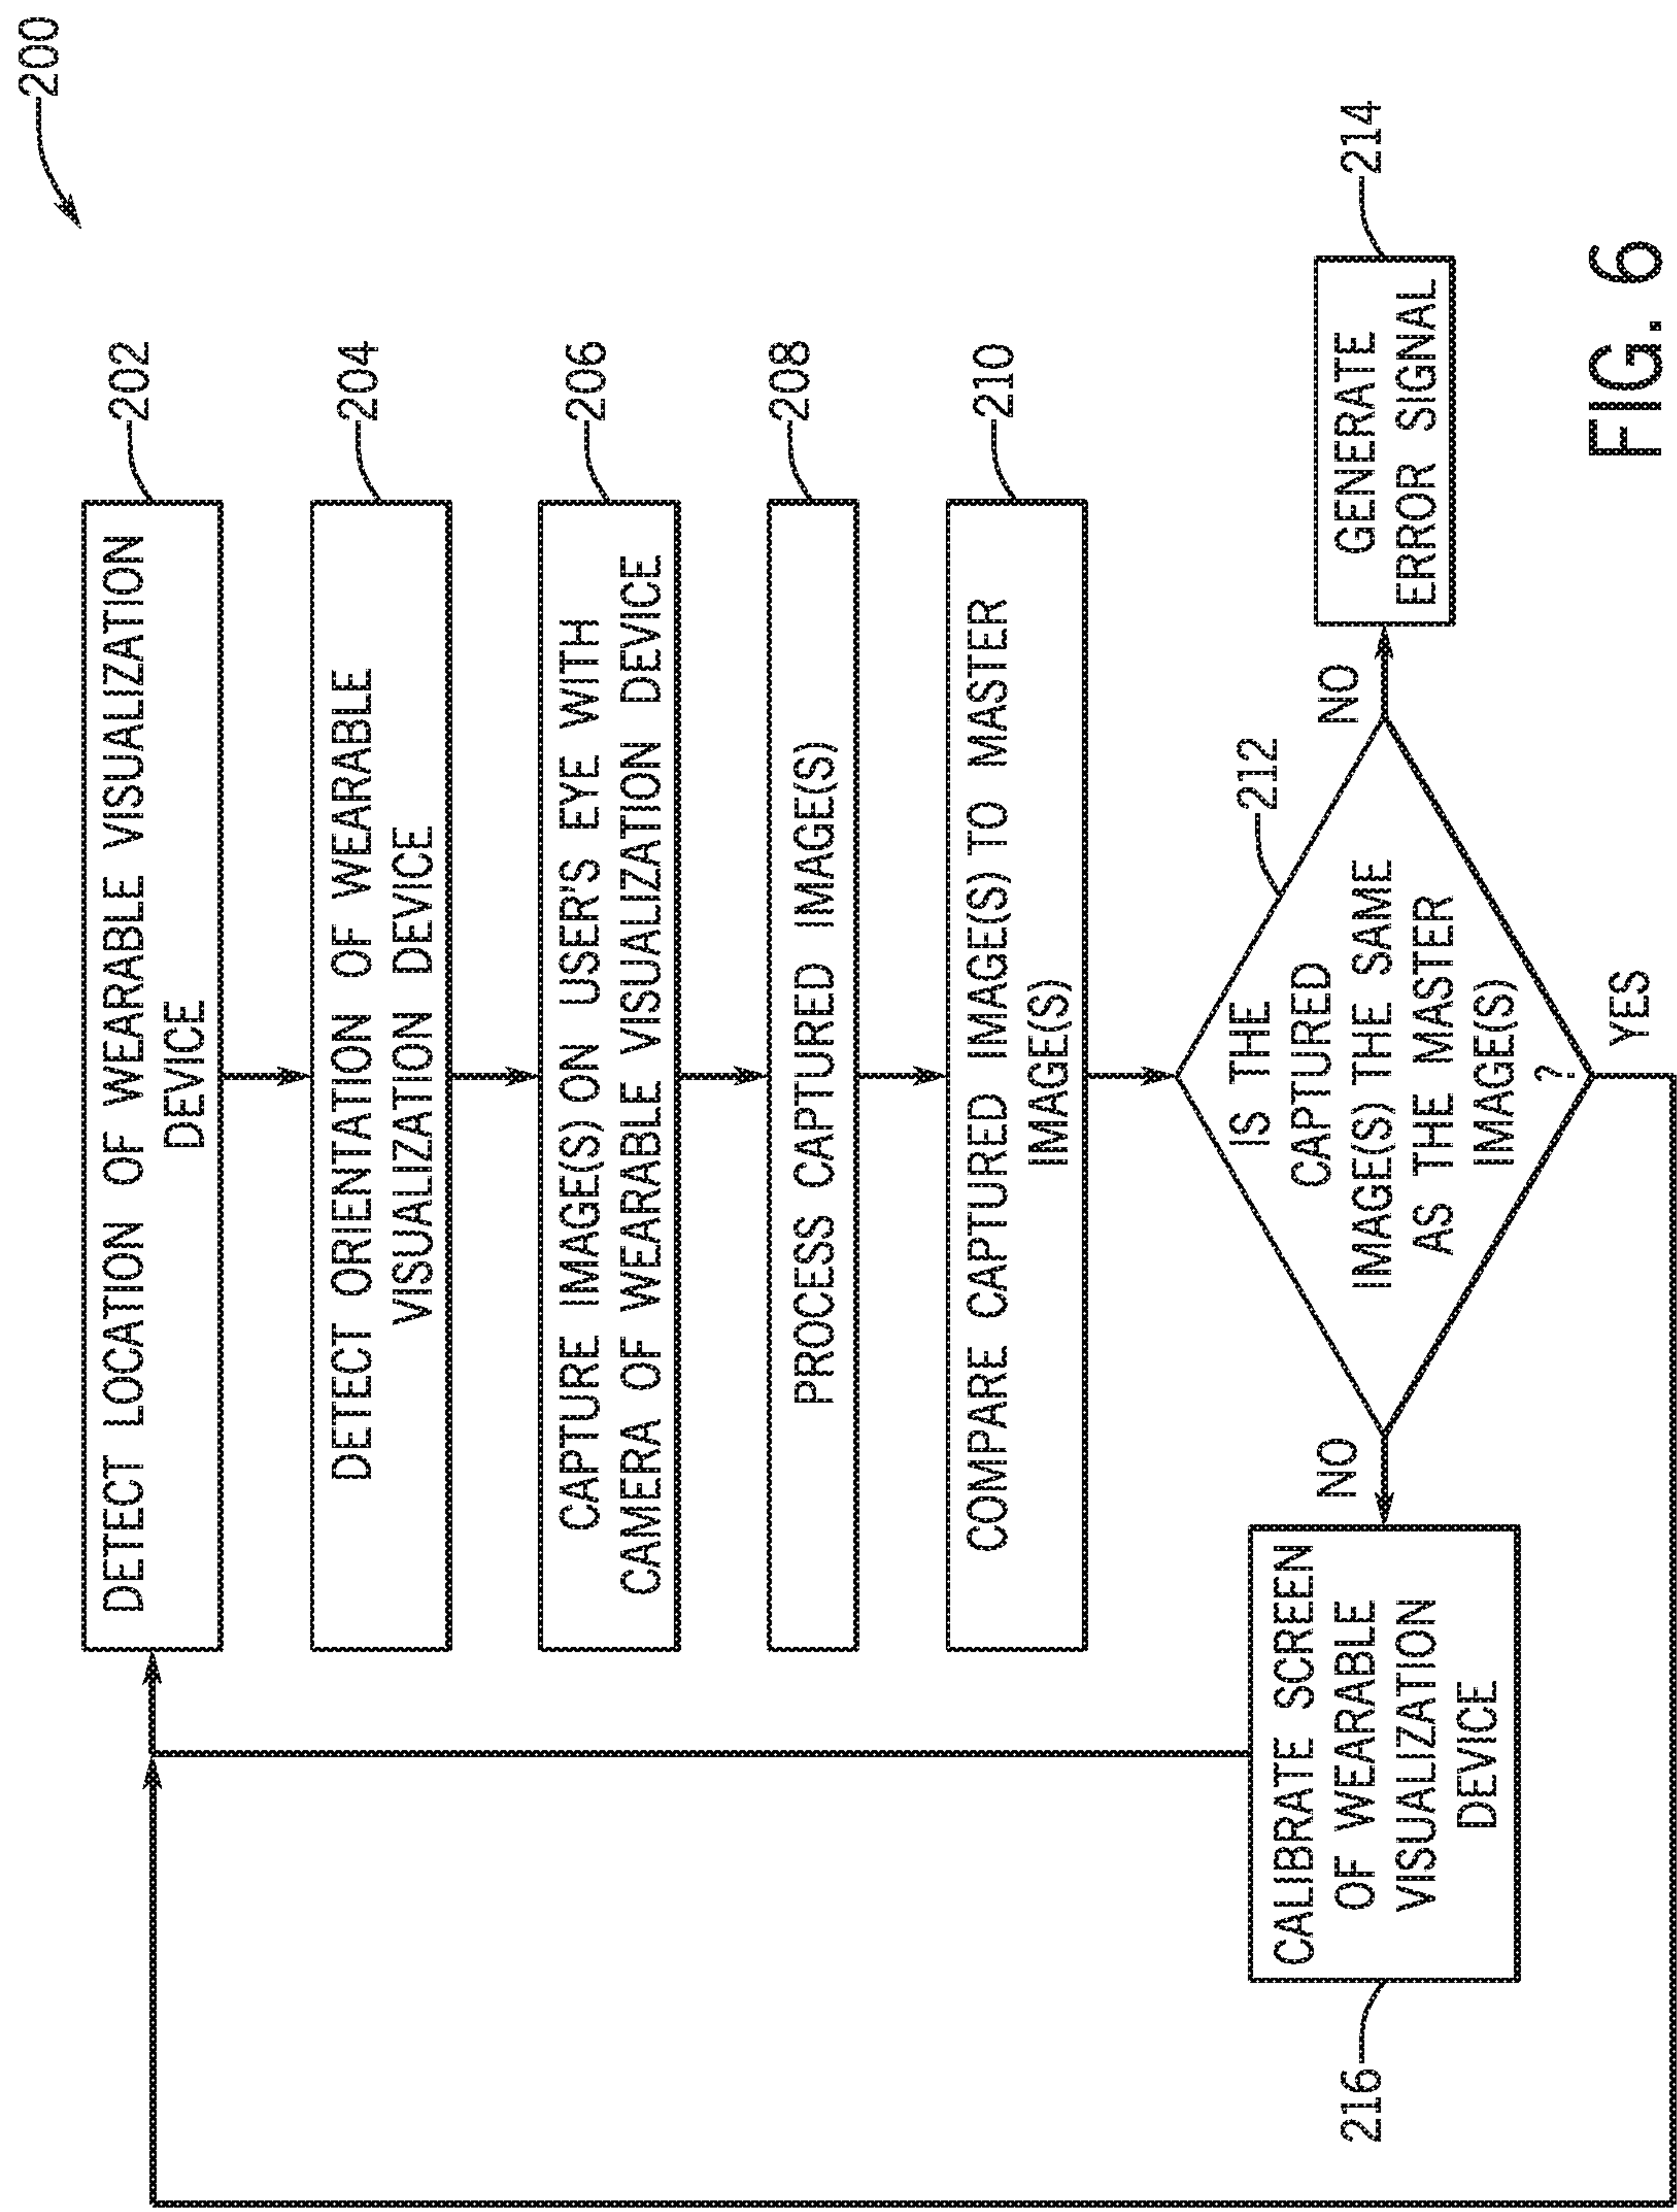 200
DETECT LOCATION OF WEARABLE VISUALIZATION
DEVICE
202
DETECT ORIENTATION OF WEARABLE
VISUALIZATION DEVICE
204
CAPTURE IMAGE(S) ON USER'S EYE WITH
CAMERA OF WEARABLE VISUALIZATION DEVICE
206
PROCESS CAPTURED IMAGE(S)
208
COMPARE CAPTURED IMAGE(S) TO MASTER
IMAGE(S)
210
IS THE
CAPTURED
IMAGE(S) THE SAME
AS THE MASTER
IMAGE(S)
?
212
NO
NO
YES
216
CALIBRATE SCREEN
OF WEARABLE
VISUALIZATION
DEVICE
GENERATE
ERROR SIGNAL
214
FIG. 6